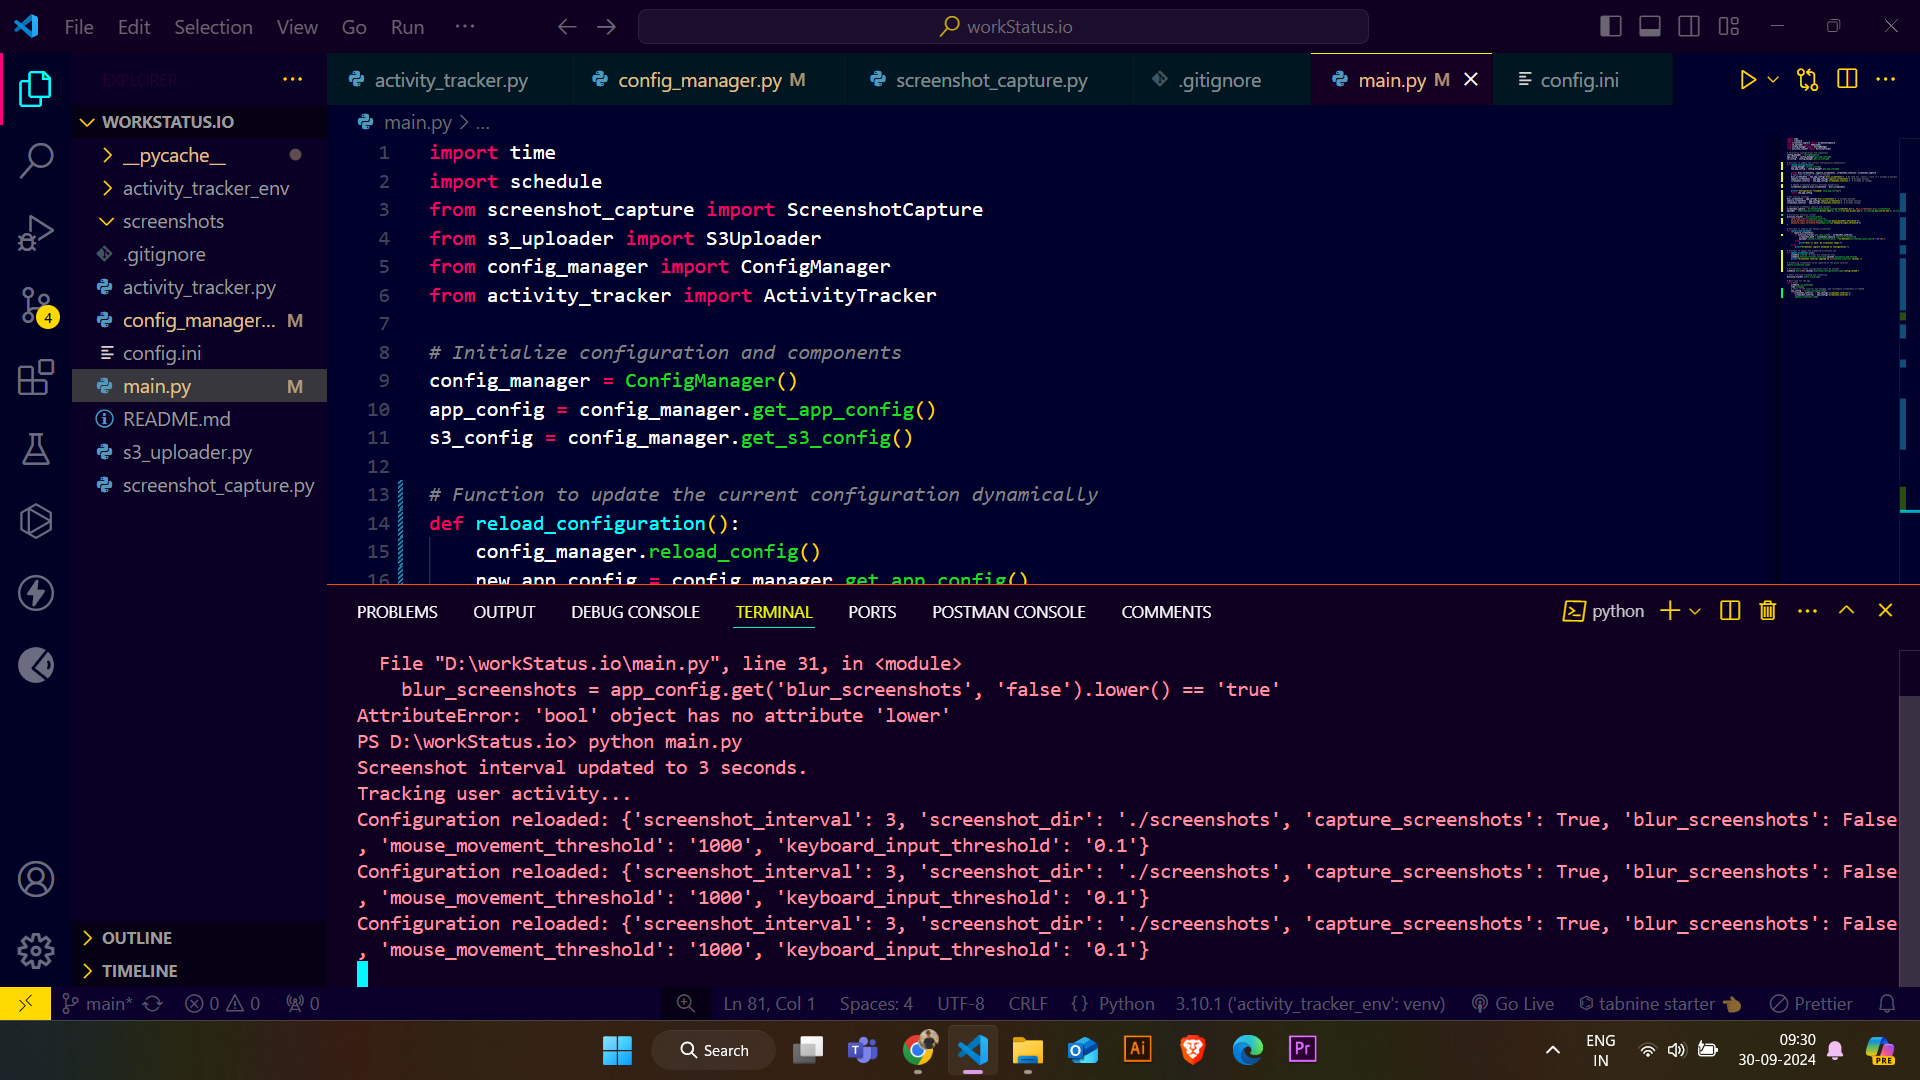 File Edit Selection View Go Run ... workStatus.io
EXPLORER ...
WORKSTATUS.IO
__pycache__
activity_tracker_env
screenshots
.gitignore
activity_tracker.py
config_manager... M
config.ini
main.py M
README.md
s3_uploader.py
screenshot_capture.py
OUTLINE
TIMELINE
4
activity_tracker.py config_manager.py M screenshot_capture.py .gitignore main.py M config.ini
main.py > ...
1 import time
2 import schedule
3 from screenshot_capture import ScreenshotCapture
4 from s3_uploader import S3Uploader
5 from config_manager import ConfigManager
6 from activity_tracker import ActivityTracker
7
8 # Initialize configuration and components
9 config_manager = ConfigManager()
10 app_config = config_manager.get_app_config()
11 s3_config = config_manager.get_s3_config()
12
13 # Function to update the current configuration dynamically
14 def reload_configuration():
15 config_manager.reload_config()
16 new_app_config = config_manager.get_app_config()
PROBLEMS OUTPUT DEBUG CONSOLE TERMINAL PORTS POSTMAN CONSOLE COMMENTS python
File "D:\workStatus.io\main.py", line 31, in <module>
blur_screenshots = app_config.get('blur_screenshots', 'false').lower() == 'true'
AttributeError: 'bool' object has no attribute 'lower'
PS D:\workStatus.io> python main.py
Screenshot interval updated to 3 seconds.
Tracking user activity...
Configuration reloaded: {'screenshot_interval': 3, 'screenshot_dir': './screenshots', 'capture_screenshots': True, 'blur_screenshots': False
, 'mouse_movement_threshold': '1000', 'keyboard_input_threshold': '0.1'}
Configuration reloaded: {'screenshot_interval': 3, 'screenshot_dir': './screenshots', 'capture_screenshots': True, 'blur_screenshots': False
, 'mouse_movement_threshold': '1000', 'keyboard_input_threshold': '0.1'}
Configuration reloaded: {'screenshot_interval': 3, 'screenshot_dir': './screenshots', 'capture_screenshots': True, 'blur_screenshots': False
, 'mouse_movement_threshold': '1000', 'keyboard_input_threshold': '0.1'}
main* 0 0 0 Ln 81, Col 1 Spaces: 4 UTF-8 CRLF {} Python 3.10.1 ('activity_tracker_env': venv) Go Live tabnine starter Prettier
Search Ai Pr ENG 09:30
IN 30-09-2024 PRE